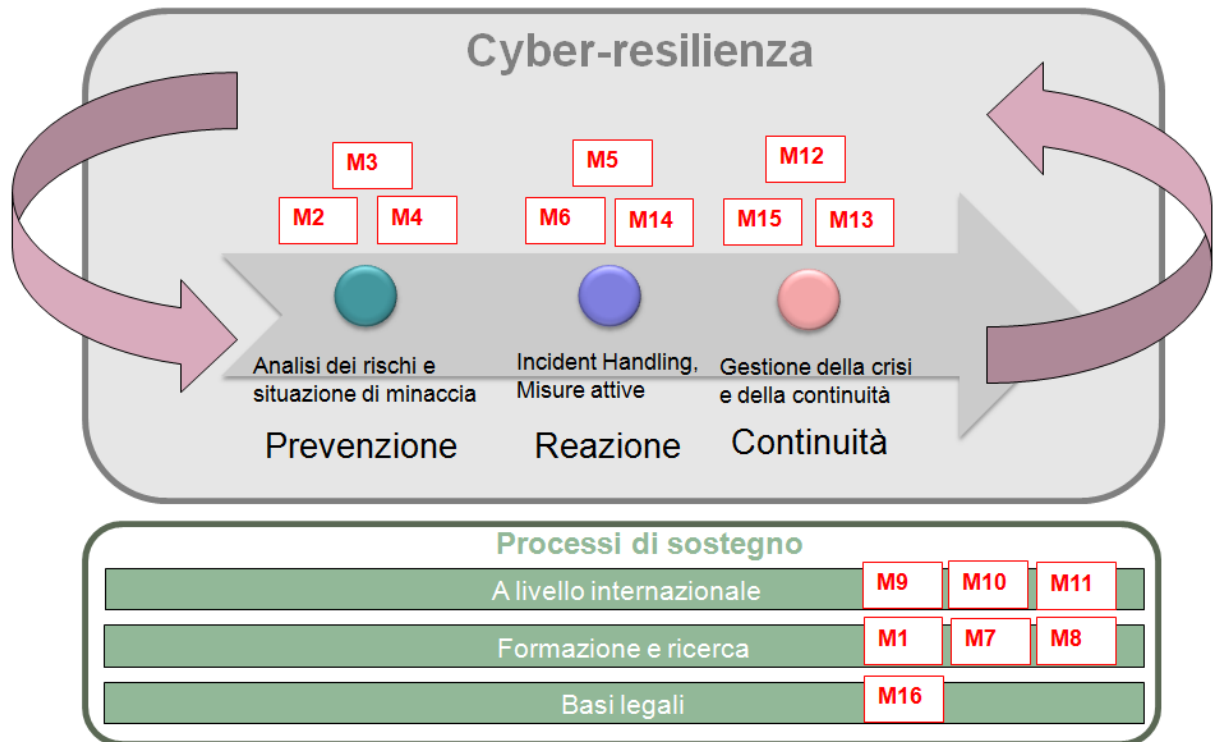 Cyber-resilienza
M3
M5
M12
M2
M4
M6
M14
M15
M13
Analisi dei rischi e
situazione di minaccia
Incident Handling,
Misure attive
Gestione della crisi
e della continuità
Prevenzione
Reazione
Continuità
Processi di sostegno
A livello internazionale
M9
M10
M11
Formazione e ricerca
M1
M7
M8
Basi legali
M16